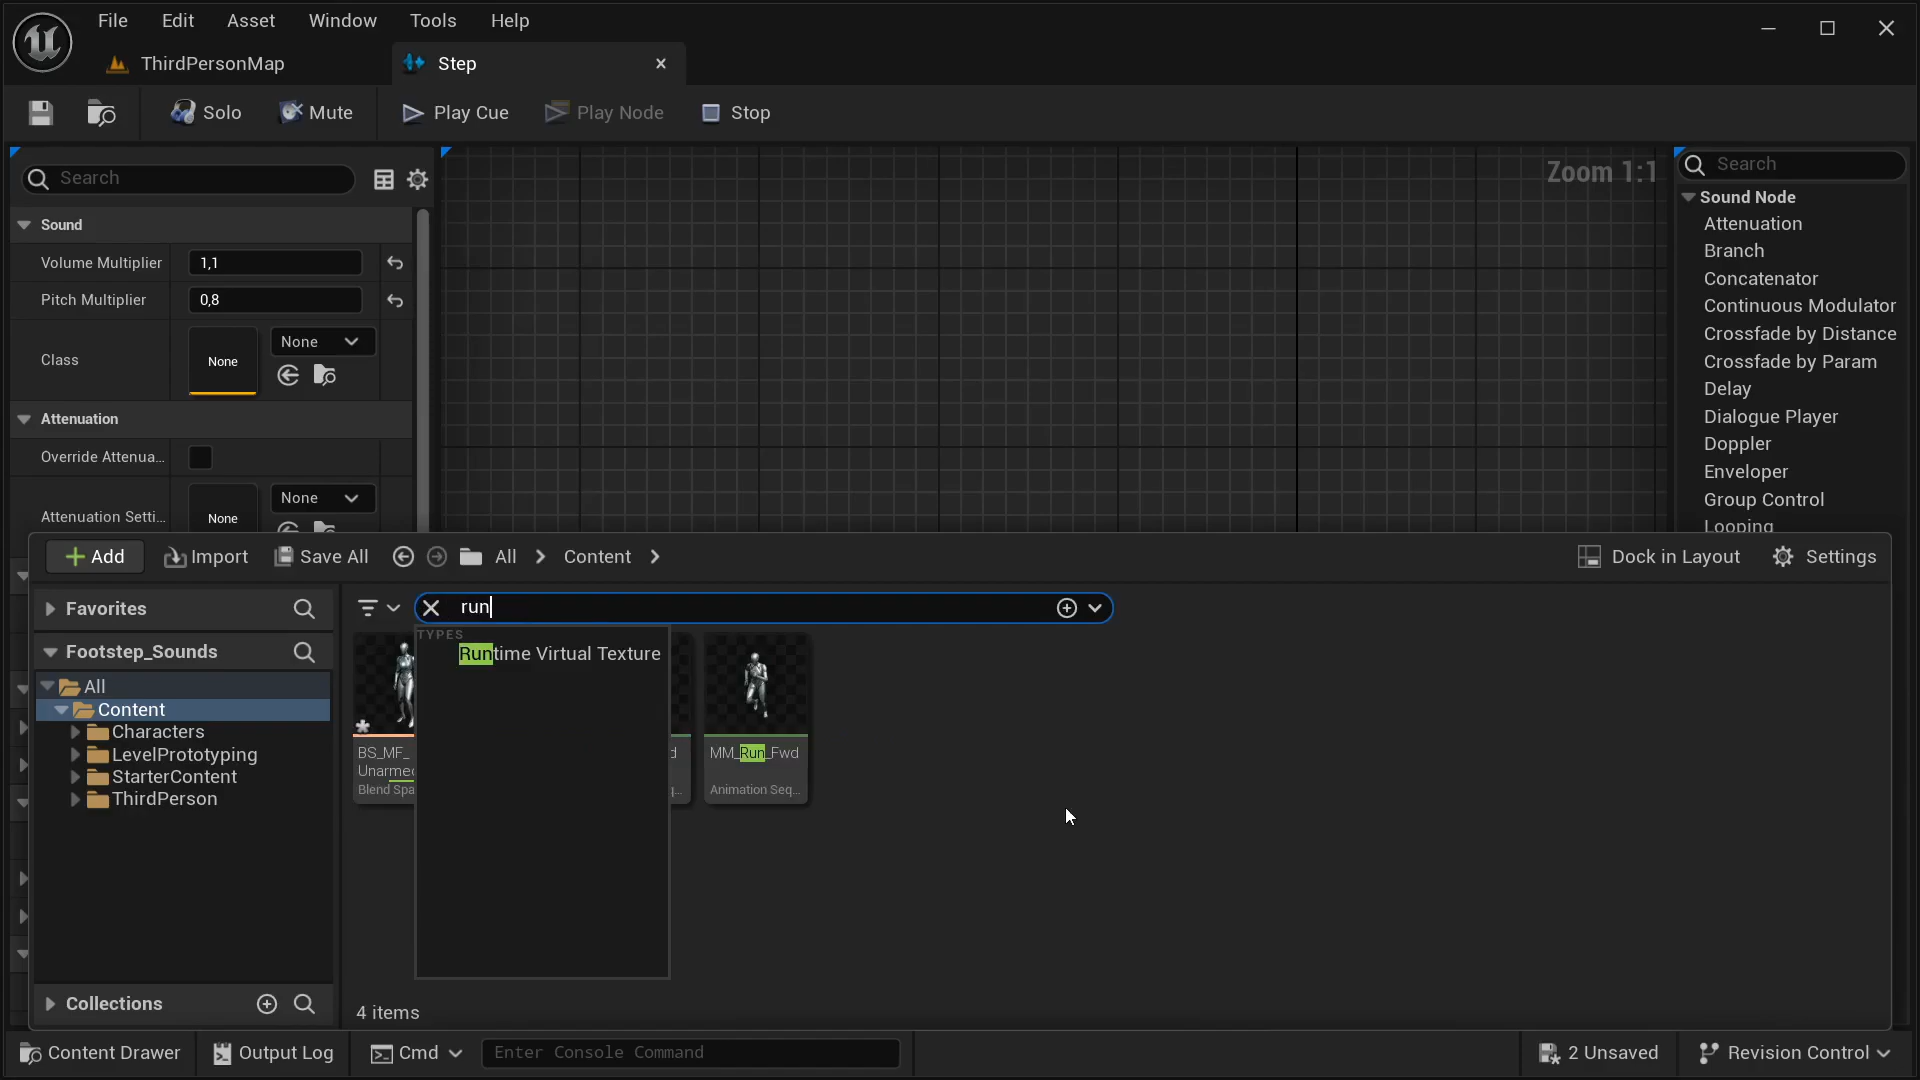 File Edit Asset Window Tools Help
ThirdPersonMap Step
Solo Mute Play Cue Play Node Stop
Search
Sound
Volume Multiplier 1,1
Pitch Multiplier 0,8
Class None None
Attenuation
Override Attenua...
Attenuation Setti... None None
Zoom 1:1
Search
Sound Node
Attenuation
Branch
Concatenator
Continuous Modulator
Crossfade by Distance
Crossfade by Param
Delay
Dialogue Player
Doppler
Enveloper
Group Control
Looping
Add Import Save All All Content Dock in Layout Settings
Favorites
Footstep_Sounds
All
Content
Characters
LevelPrototyping
StarterContent
ThirdPerson
Collections
run
TYPES
Runtime Virtual Texture
BS_MF_
Unarmed
Blend Spa
d
MM_Run_Fwd
Animation Seq...
4 items
Content Drawer Output Log Cmd Enter Console Command 2 Unsaved Revision Control